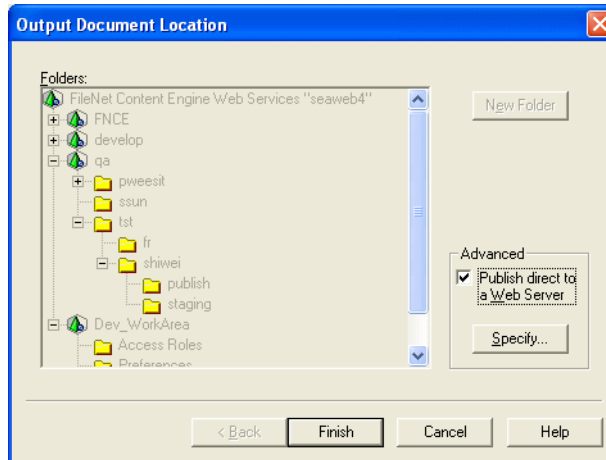 Output Document Location
Folders:
FileNet Content Engine Web Services "seaweb4"
FNCE
develop
qa
pweesit
ssun
tst
fr
shiwei
publish
staging
Dev_WorkArea
Access Roles
Preferences
New Folder
Advanced
Publish direct to
a Web Server
Specify...
< Back
Finish
Cancel
Help